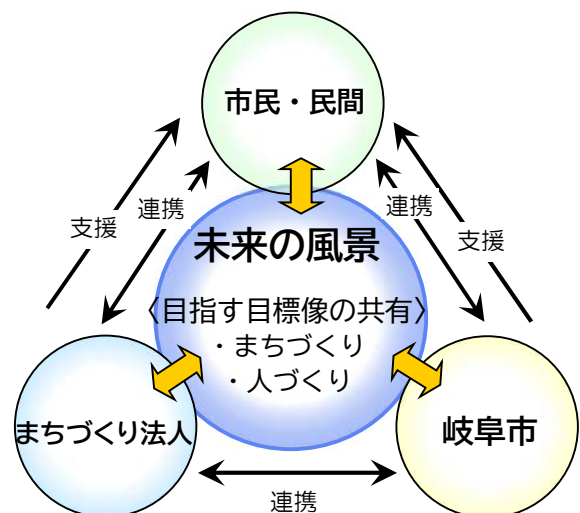 市民・民間
支援
連携
連携
支援
未来の風景
〈目指す目標像の共有〉
・まちづくり
・人づくり
まちづくり法人
岐阜市
連携